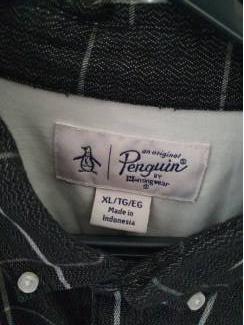 an original
Penguin®
BY
Munsingwear
®
XL/TG/EG
Made in
Indonesia